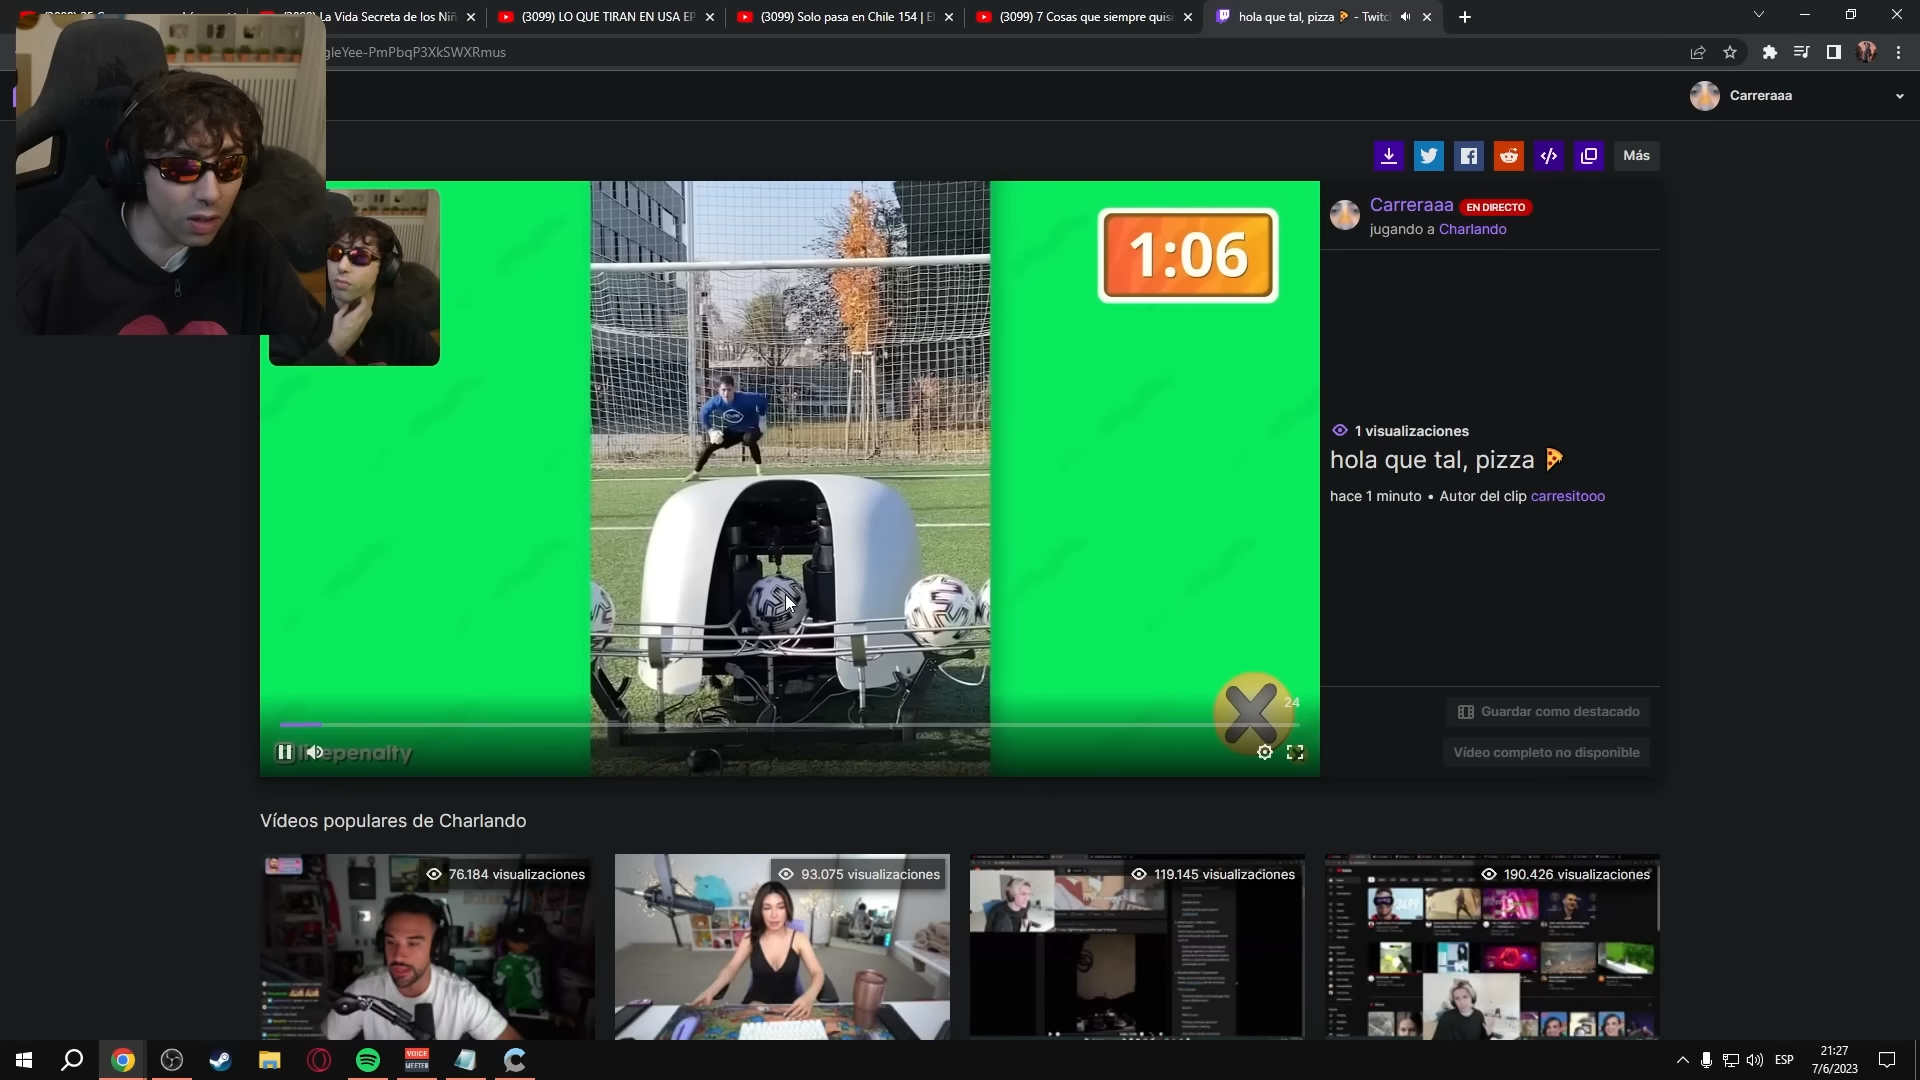 (3099) La Vida Secreta de los Niñ
(3099) LO QUE TIRAN EN USA EP
(3099) Solo pasa en Chile 154 | E
(3099) 7 Cosas que siempre quisi
hola que tal, pizza 🍕 - Twitc
gleYee-PmPbqP3XkSWXRmus
Carreraaa
Más
1:06
Carreraaa EN DIRECTO
jugando a Charlando
1 visualizaciones
hola que tal, pizza 🍕
hace 1 minuto • Autor del clip carresitooo
24
Guardar como destacado
Vídeo completo no disponible
penalty
Vídeos populares de Charlando
76.184 visualizaciones
93.075 visualizaciones
119.145 visualizaciones
190.426 visualizaciones
VOICE
MEETER
ESP
21:27
7/6/2023